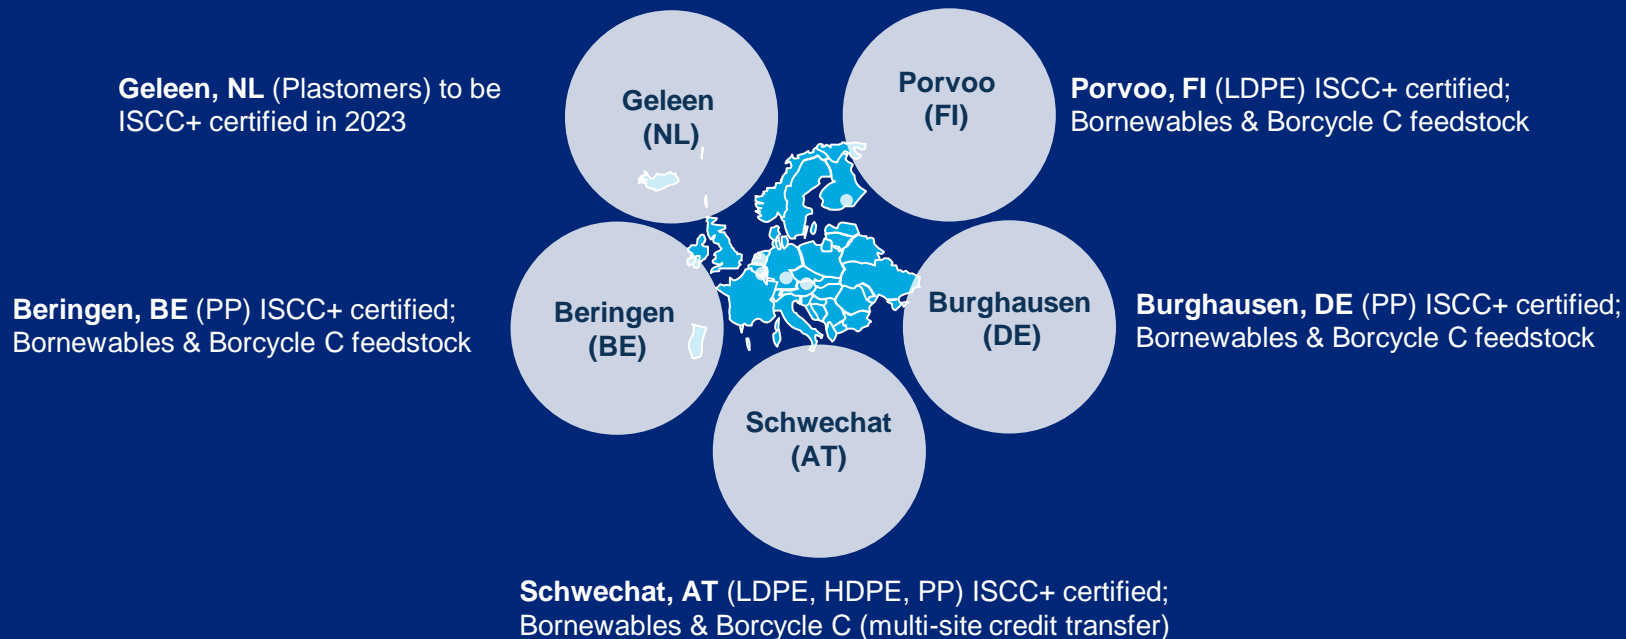 Geleen, NL (Plastomers) to be
ISCC+ certified in 2023
Geleen
(NL)
Porvoo
(FI)
Porvoo, FI (LDPE) ISCC+ certified;
Bornewables & Borcycle C feedstock
Beringen, BE (PP) ISCC+ certified;
Bornewables & Borcycle C feedstock
Beringen
(BE)
Burghausen
(DE)
Burghausen, DE (PP) ISCC+ certified;
Bornewables & Borcycle C feedstock
Schwechat
(AT)
Schwechat, AT (LDPE, HDPE, PP) ISCC+ certified;
Bornewables & Borcycle C (multi-site credit transfer)